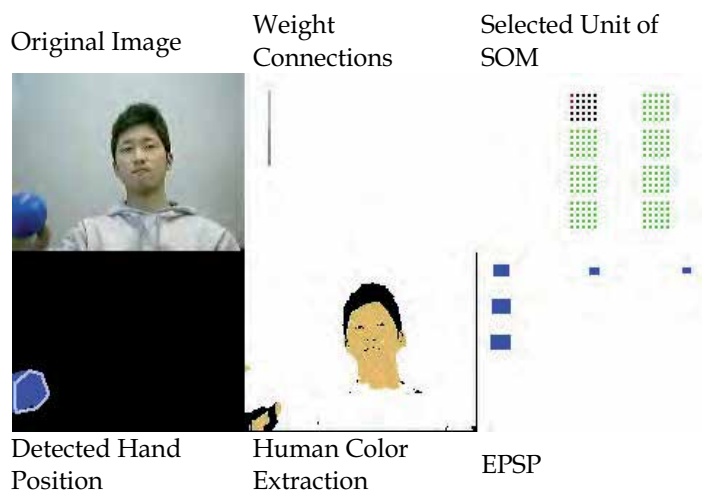 Original Image
Weight
Connections
Selected Unit of
SOM
Detected Hand
Position
Human Color
Extraction
EPSP